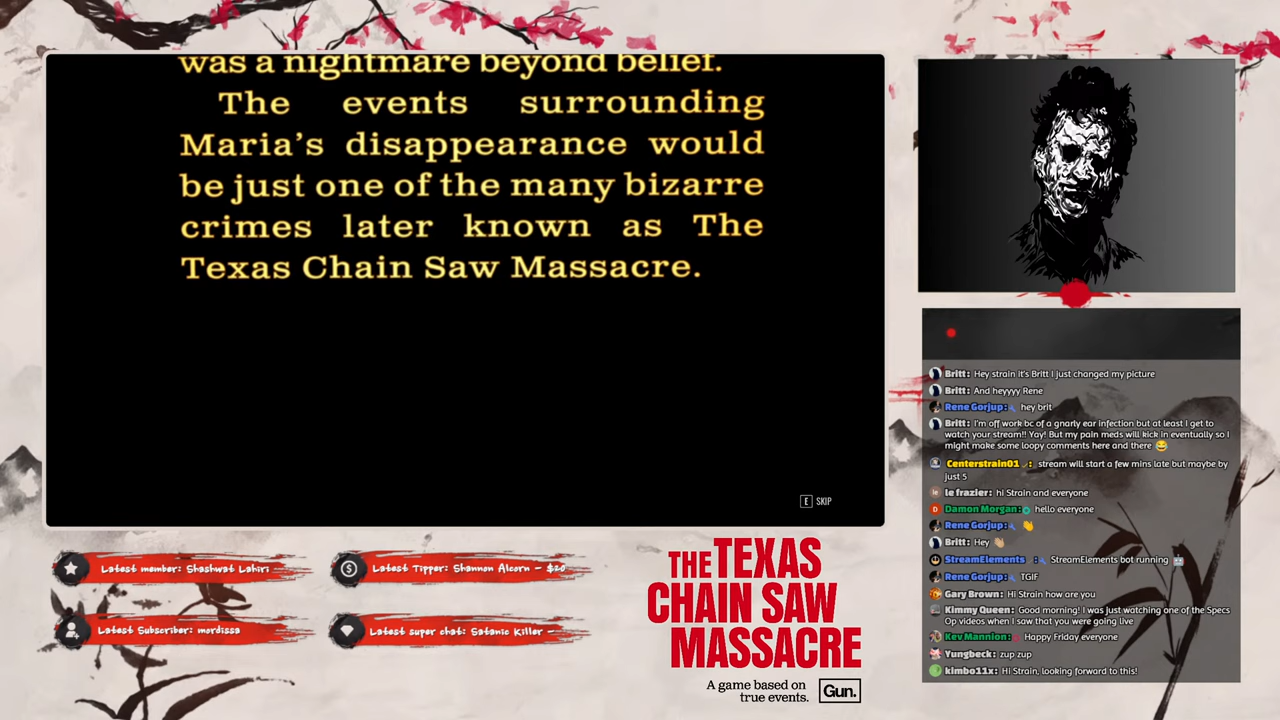 was a nightmare beyond belief.
The events surrounding
Maria's disappearance would
be just one of the many bizarre
crimes later known as The
Texas Chain Saw Massacre.
E SKIP
Britt: Hey strain it's Britt I just changed my picture
Britt: And heyyyy Rene
Rene Gorjup: hey brit
Britt: I'm off work bc of a gnarly ear infection but at least I get to
watch your stream!! Yay! But my pain meds will kick in eventually so I
might make some loopy comments here and there 😂
Centerstrain01: stream will start a few mins late but maybe by
just 5
le frazier: hi Strain and everyone
Damon Morgan: hello everyone
Rene Gorjup: 👋
Britt: Hey 👋🏼
StreamElements: StreamElements bot running 🤖
Rene Gorjup: TGIF
Gary Brown: Hi Strain how are you
Kimmy Queen: Good morning! I was just watching one of the Specs
Op videos when I saw that you were going live
Kev Mannion: Happy Friday everyone
Yungbeck: zup zup
kimbo11x: Hi Strain, looking forward to this!
Latest member: Shashwat Lahiri
Latest Tipper: Shannon Alcorn - $20
Latest Subscriber: mordissa
Latest super chat: Satanic Killer -
THE TEXAS
CHAIN SAW
MASSACRE
A game based on
true events.
Gun.